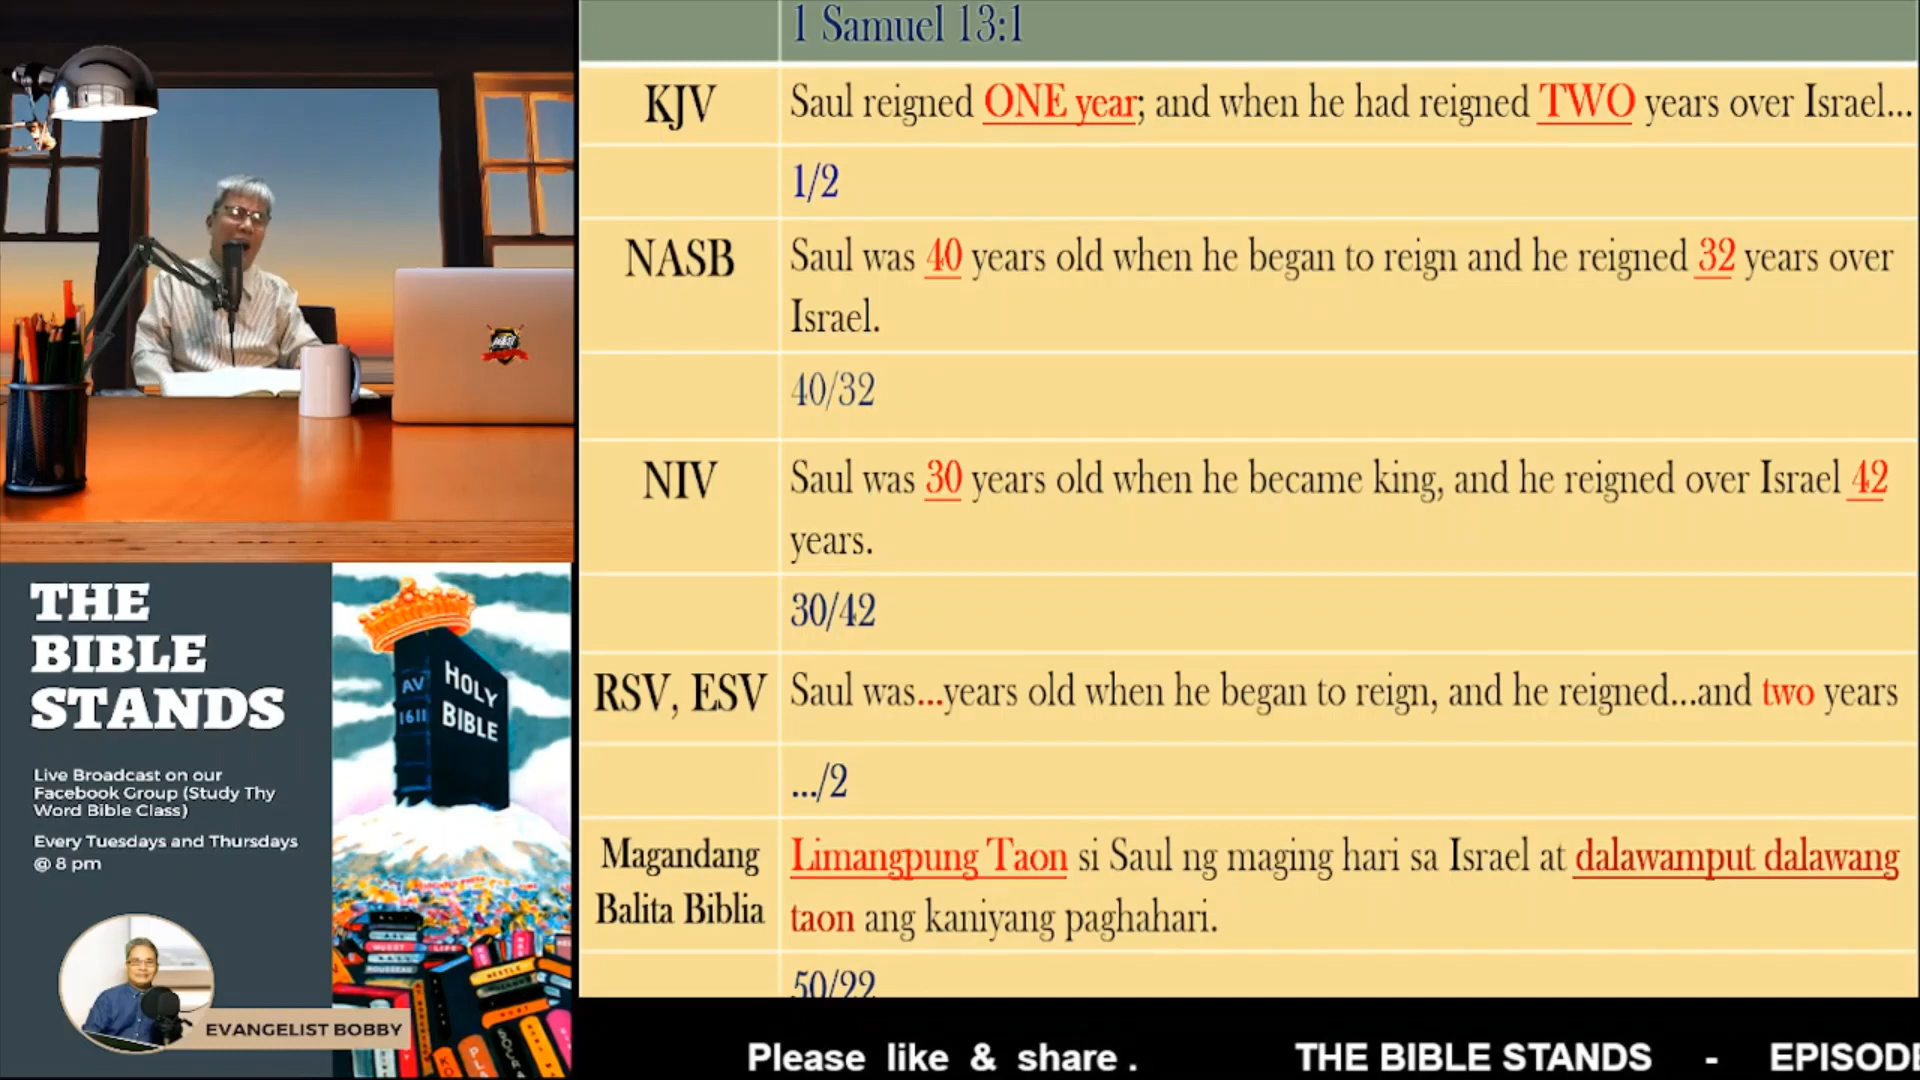 1 Samuel 13:1
KJV
Saul reigned ONE year; and when he had reigned TWO years over Israel...
1/2
NASB
Saul was 40 years old when he began to reign and he reigned 32 years over
Israel.
40/32
NIV
Saul was 30 years old when he became king, and he reigned over Israel 42
years.
30/42
RSV, ESV
Saul was...years old when he began to reign, and he reigned...and two years
.../2
Magandang
Balita Biblia
Limangpung Taon si Saul ng maging hari sa Israel at dalawamput dalawang
taon ang kaniyang paghahari.
50/22
THE
BIBLE
STANDS
Live Broadcast on our
Facebook Group (Study Thy
Word Bible Class)
Every Tuesdays and Thursdays
@ 8 pm
AV
1611
HOLY
BIBLE
EVANGELIST BOBBY
Please like & share .
THE BIBLE STANDS - EPISODE